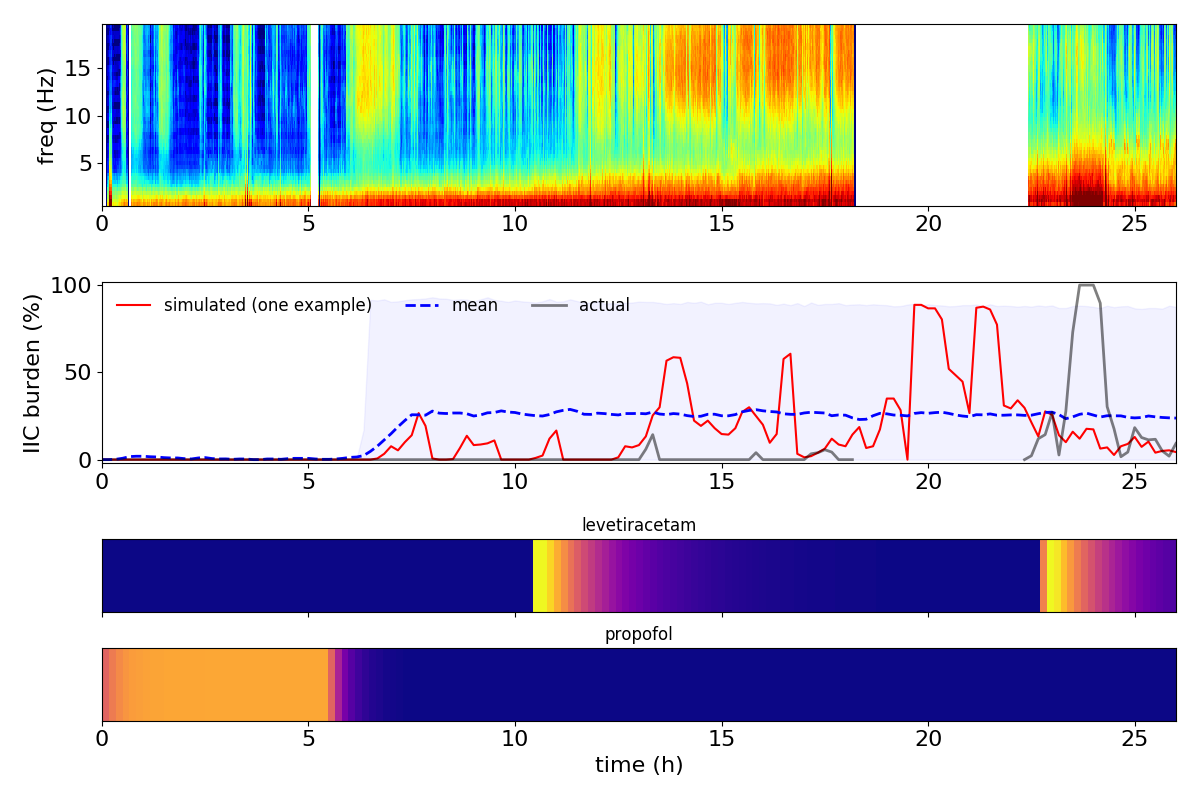 freq (Hz)
15
10
5
0 5 10 15 20 25
IIC burden (%)
100
50
0
simulated (one example) mean actual
0 5 10 15 20 25
levetiracetam
propofol
0 5 10 15 20 25
time (h)